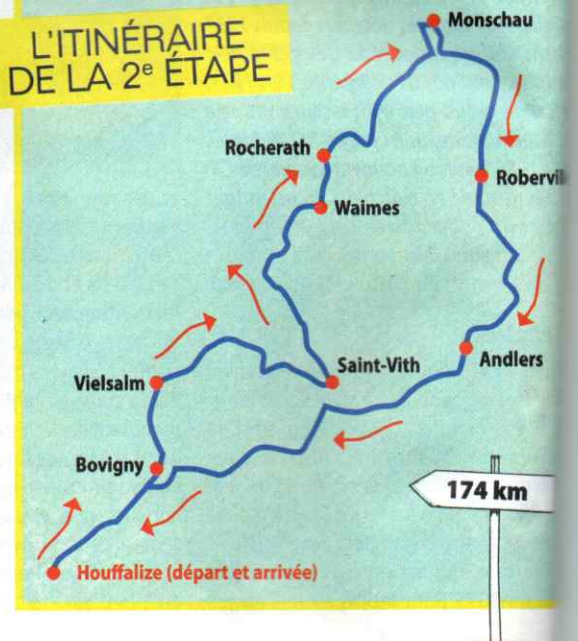 L'ITINÉRAIRE
DE LA 2e ÉTAPE
Monschau
Rocherath
Robervil
Waimes
Saint-Vith
Andlers
Vielsalm
Bovigny
174 km
Houffalize (départ et arrivée)